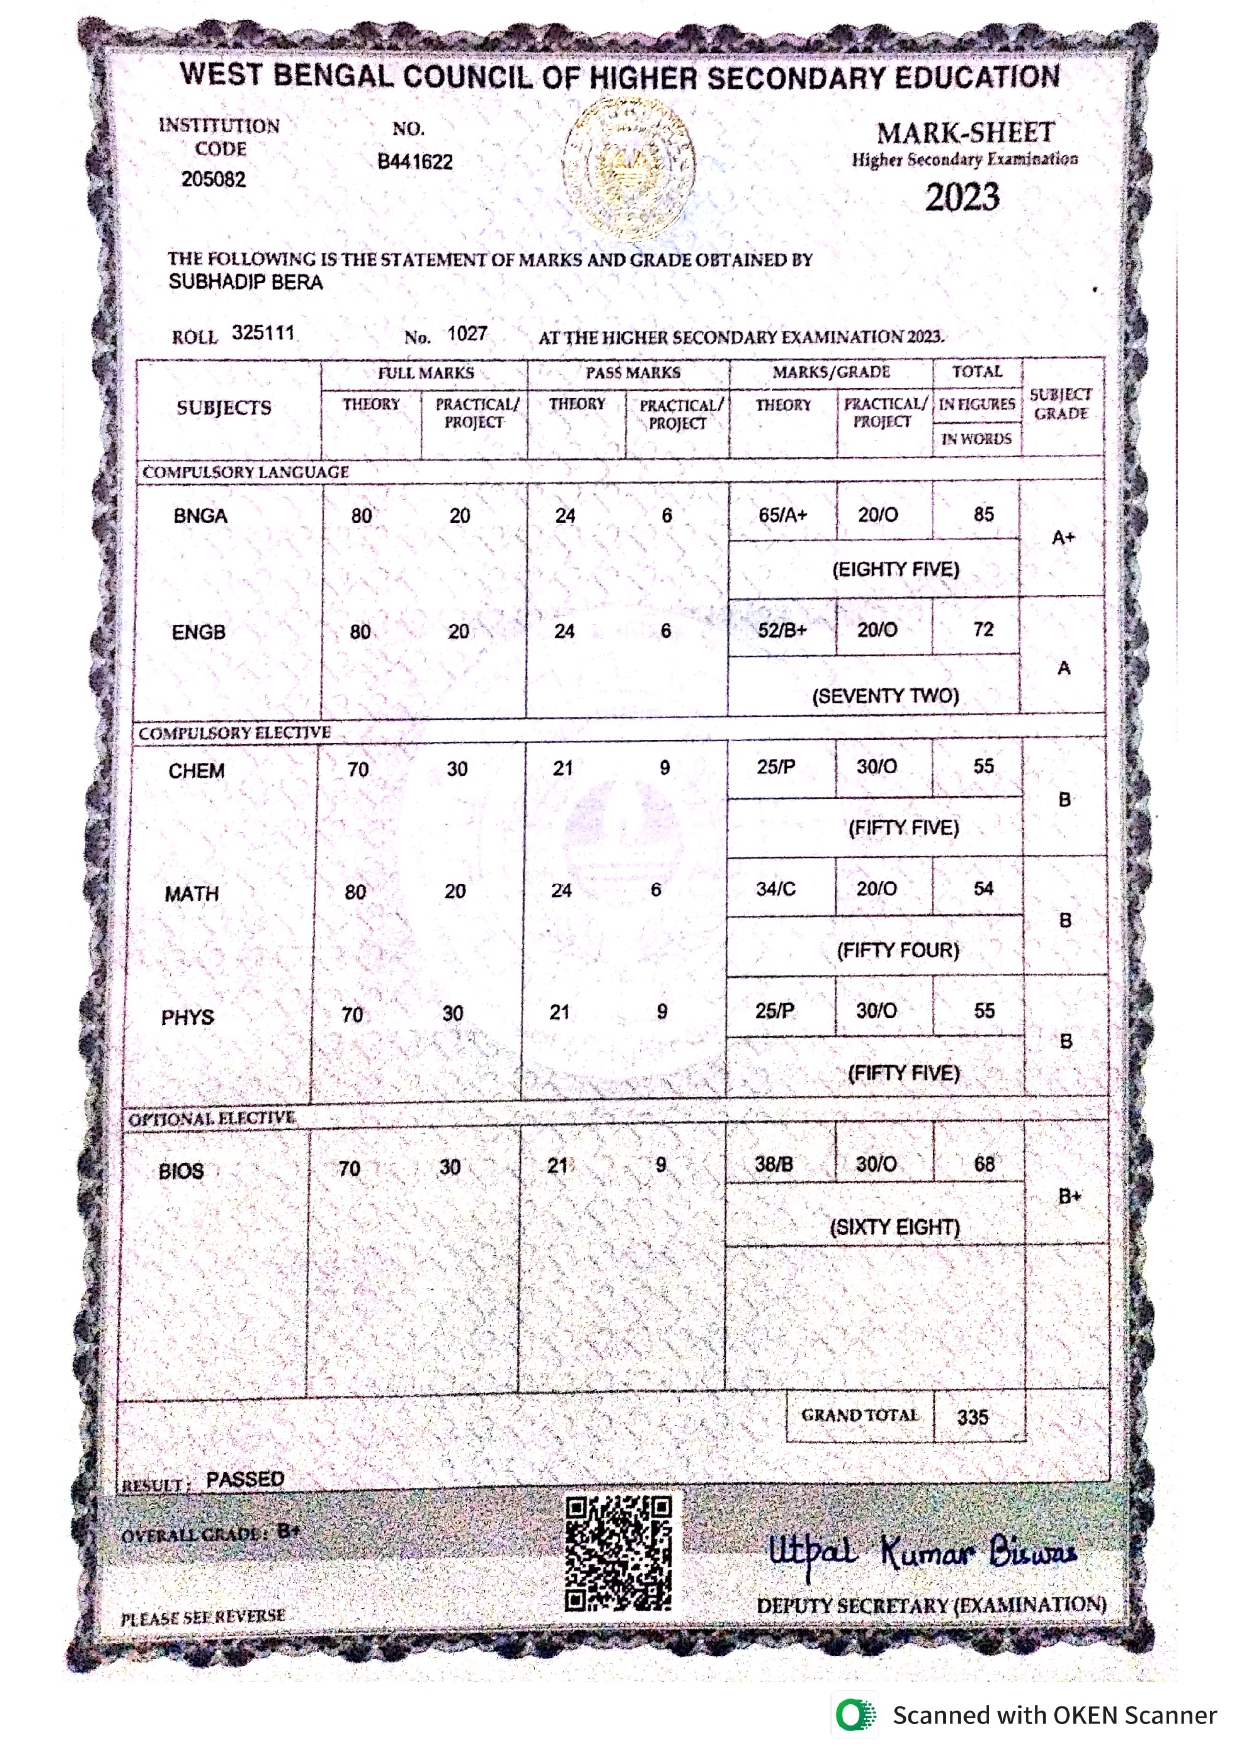 WEST BENGAL COUNCIL OF HIGHER SECONDARY EDUCATION
INSTITUTION CODE
205082
NO.
B441622
MARK-SHEET
Higher Secondary Examination
2023
THE FOLLOWING IS THE STATEMENT OF MARKS AND GRADE OBTAINED BY
SUBHADIP BERA
ROLL 325111 No. 1027 AT THE HIGHER SECONDARY EXAMINATION 2023.
SUBJECTS FULL MARKS PASS MARKS MARKS/GRADE TOTAL SUBJECT GRADE
THEORY PRACTICAL/PROJECT THEORY PRACTICAL/PROJECT THEORY PRACTICAL/PROJECT IN FIGURES
IN WORDS
COMPULSORY LANGUAGE
BNGA 80 20 24 6 65/A+ 20/O 85 A+
(EIGHTY FIVE)
ENGB 80 20 24 6 52/B+ 20/O 72 A
(SEVENTY TWO)
COMPULSORY ELECTIVE
CHEM 70 30 21 9 25/P 30/O 55 B
(FIFTY FIVE)
MATH 80 20 24 6 34/C 20/O 54 B
(FIFTY FOUR)
PHYS 70 30 21 9 25/P 30/O 55 B
(FIFTY FIVE)
OPTIONAL ELECTIVE
BIOS 70 30 21 9 38/B 30/O 68 B+
(SIXTY EIGHT)
GRAND TOTAL 335
RESULT: PASSED
OVERALL GRADE: B+
Utpal Kumar Biswas
PLEASE SEE REVERSE
DEPUTY SECRETARY (EXAMINATION)
Scanned with OKEN Scanner